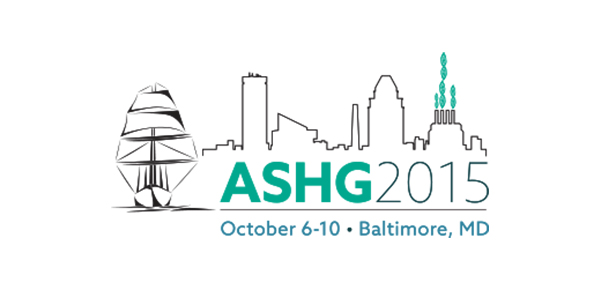 ASHG2015
October 6-10 • Baltimore, MD